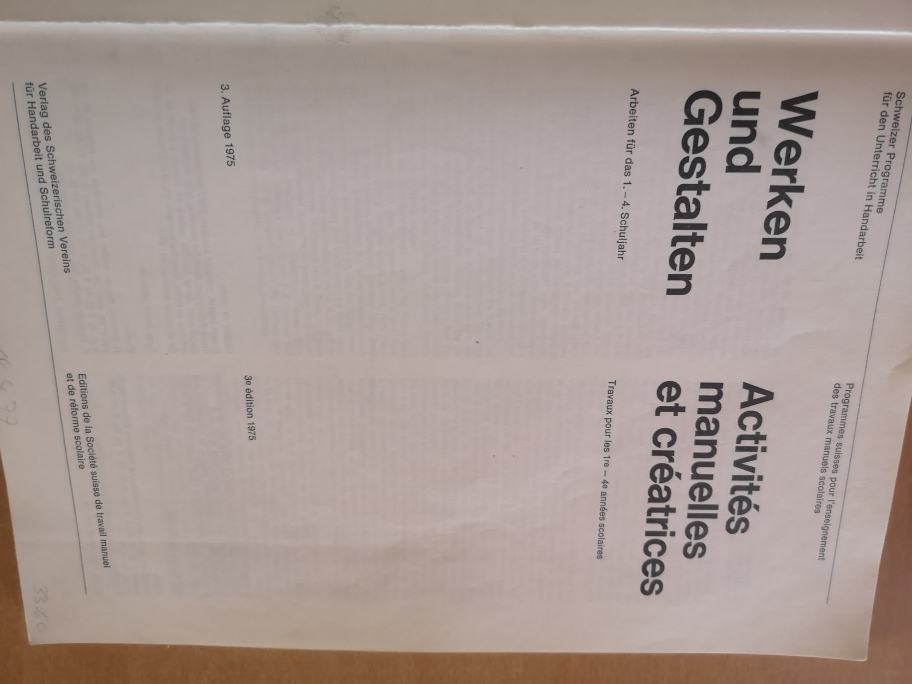 Schweizer Programme
für den Unterricht in Handarbeit
Programmes suisses pour l'enseignement
des travaux manuels scolaires
Werken
und
Gestalten
Activités
manuelles
et créatrices
Arbeiten für das 1. – 4. Schuljahr
Travaux pour les 1re – 4e années scolaires
3. Auflage 1975
3e édition 1975
Verlag des Schweizerischen Vereins
für Handarbeit und Schulreform
Editions de la Société suisse de travail manuel
et de réforme scolaire